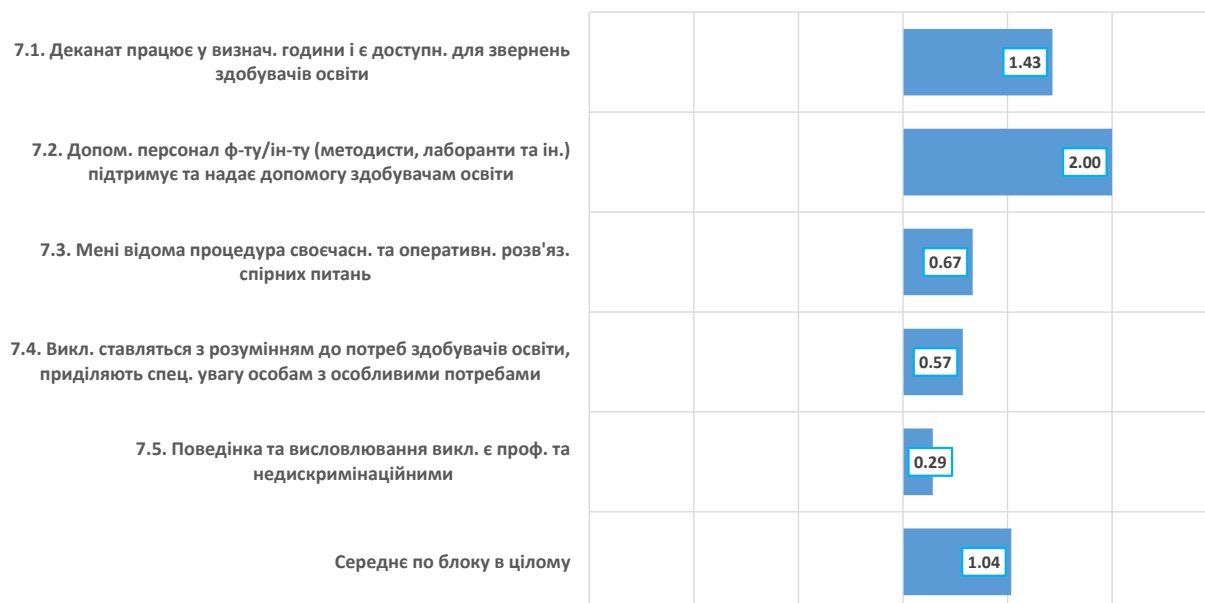 7.1. Деканат працює у визнач. години і є доступн. для звернень
здобувачів освіти
1.43
7.2. Допом. персонал ф-ту/ін-ту (методисти, лаборанти та ін.)
підтримує та надає допомогу здобувачам освіти
2.00
7.3. Мені відома процедура своєчасн. та оперативн. розв'яз.
спірних питань
0.67
7.4. Викл. ставляться з розумінням до потреб здобувачів освіти,
приділяють спец. увагу особам з особливими потребами
0.57
7.5. Поведінка та висловлювання викл. є проф. та
недискримінаційними
0.29
Середнє по блоку в цілому
1.04